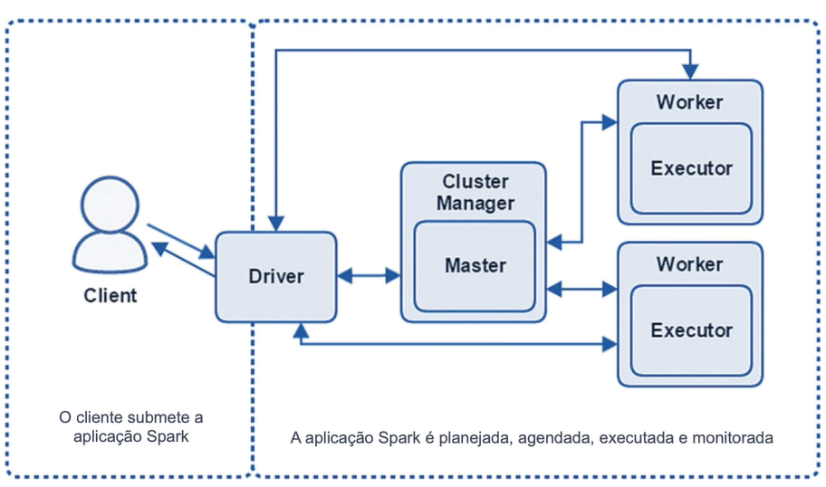 Client
Driver
Cluster
Manager
Master
Worker
Executor
Worker
Executor
O cliente submete a
aplicação Spark
A aplicação Spark é planejada, agendada, executada e monitorada